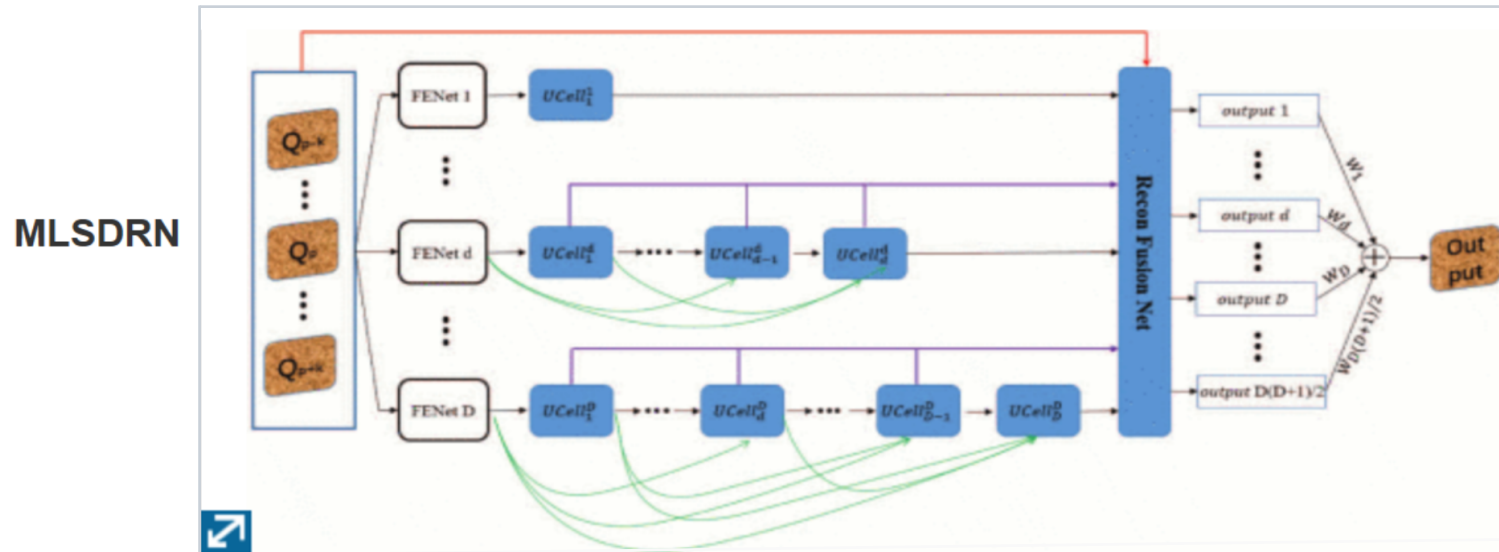 MLSDRN
Q_{p-k}
Q_p
Q_{p+k}
FENet 1
UCell_1^1
FENet d
UCell_1^d
UCell_{d-1}^d
UCell_d^d
FENet D
UCell_1^D
UCell_d^D
UCell_{D-1}^D
UCell_D^D
Recon Fusion Net
output 1
output d
output D
output D(D+1)/2
W_1
W_d
W_D
W_{D(D+1)/2}
+
Out
put